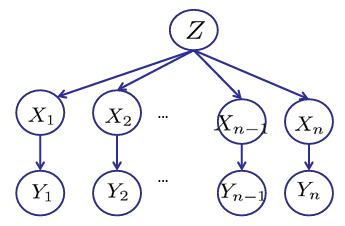 Z
X₁ X₂ ... Xₙ₋₁ Xₙ
Y₁ Y₂ ... Yₙ₋₁ Yₙ